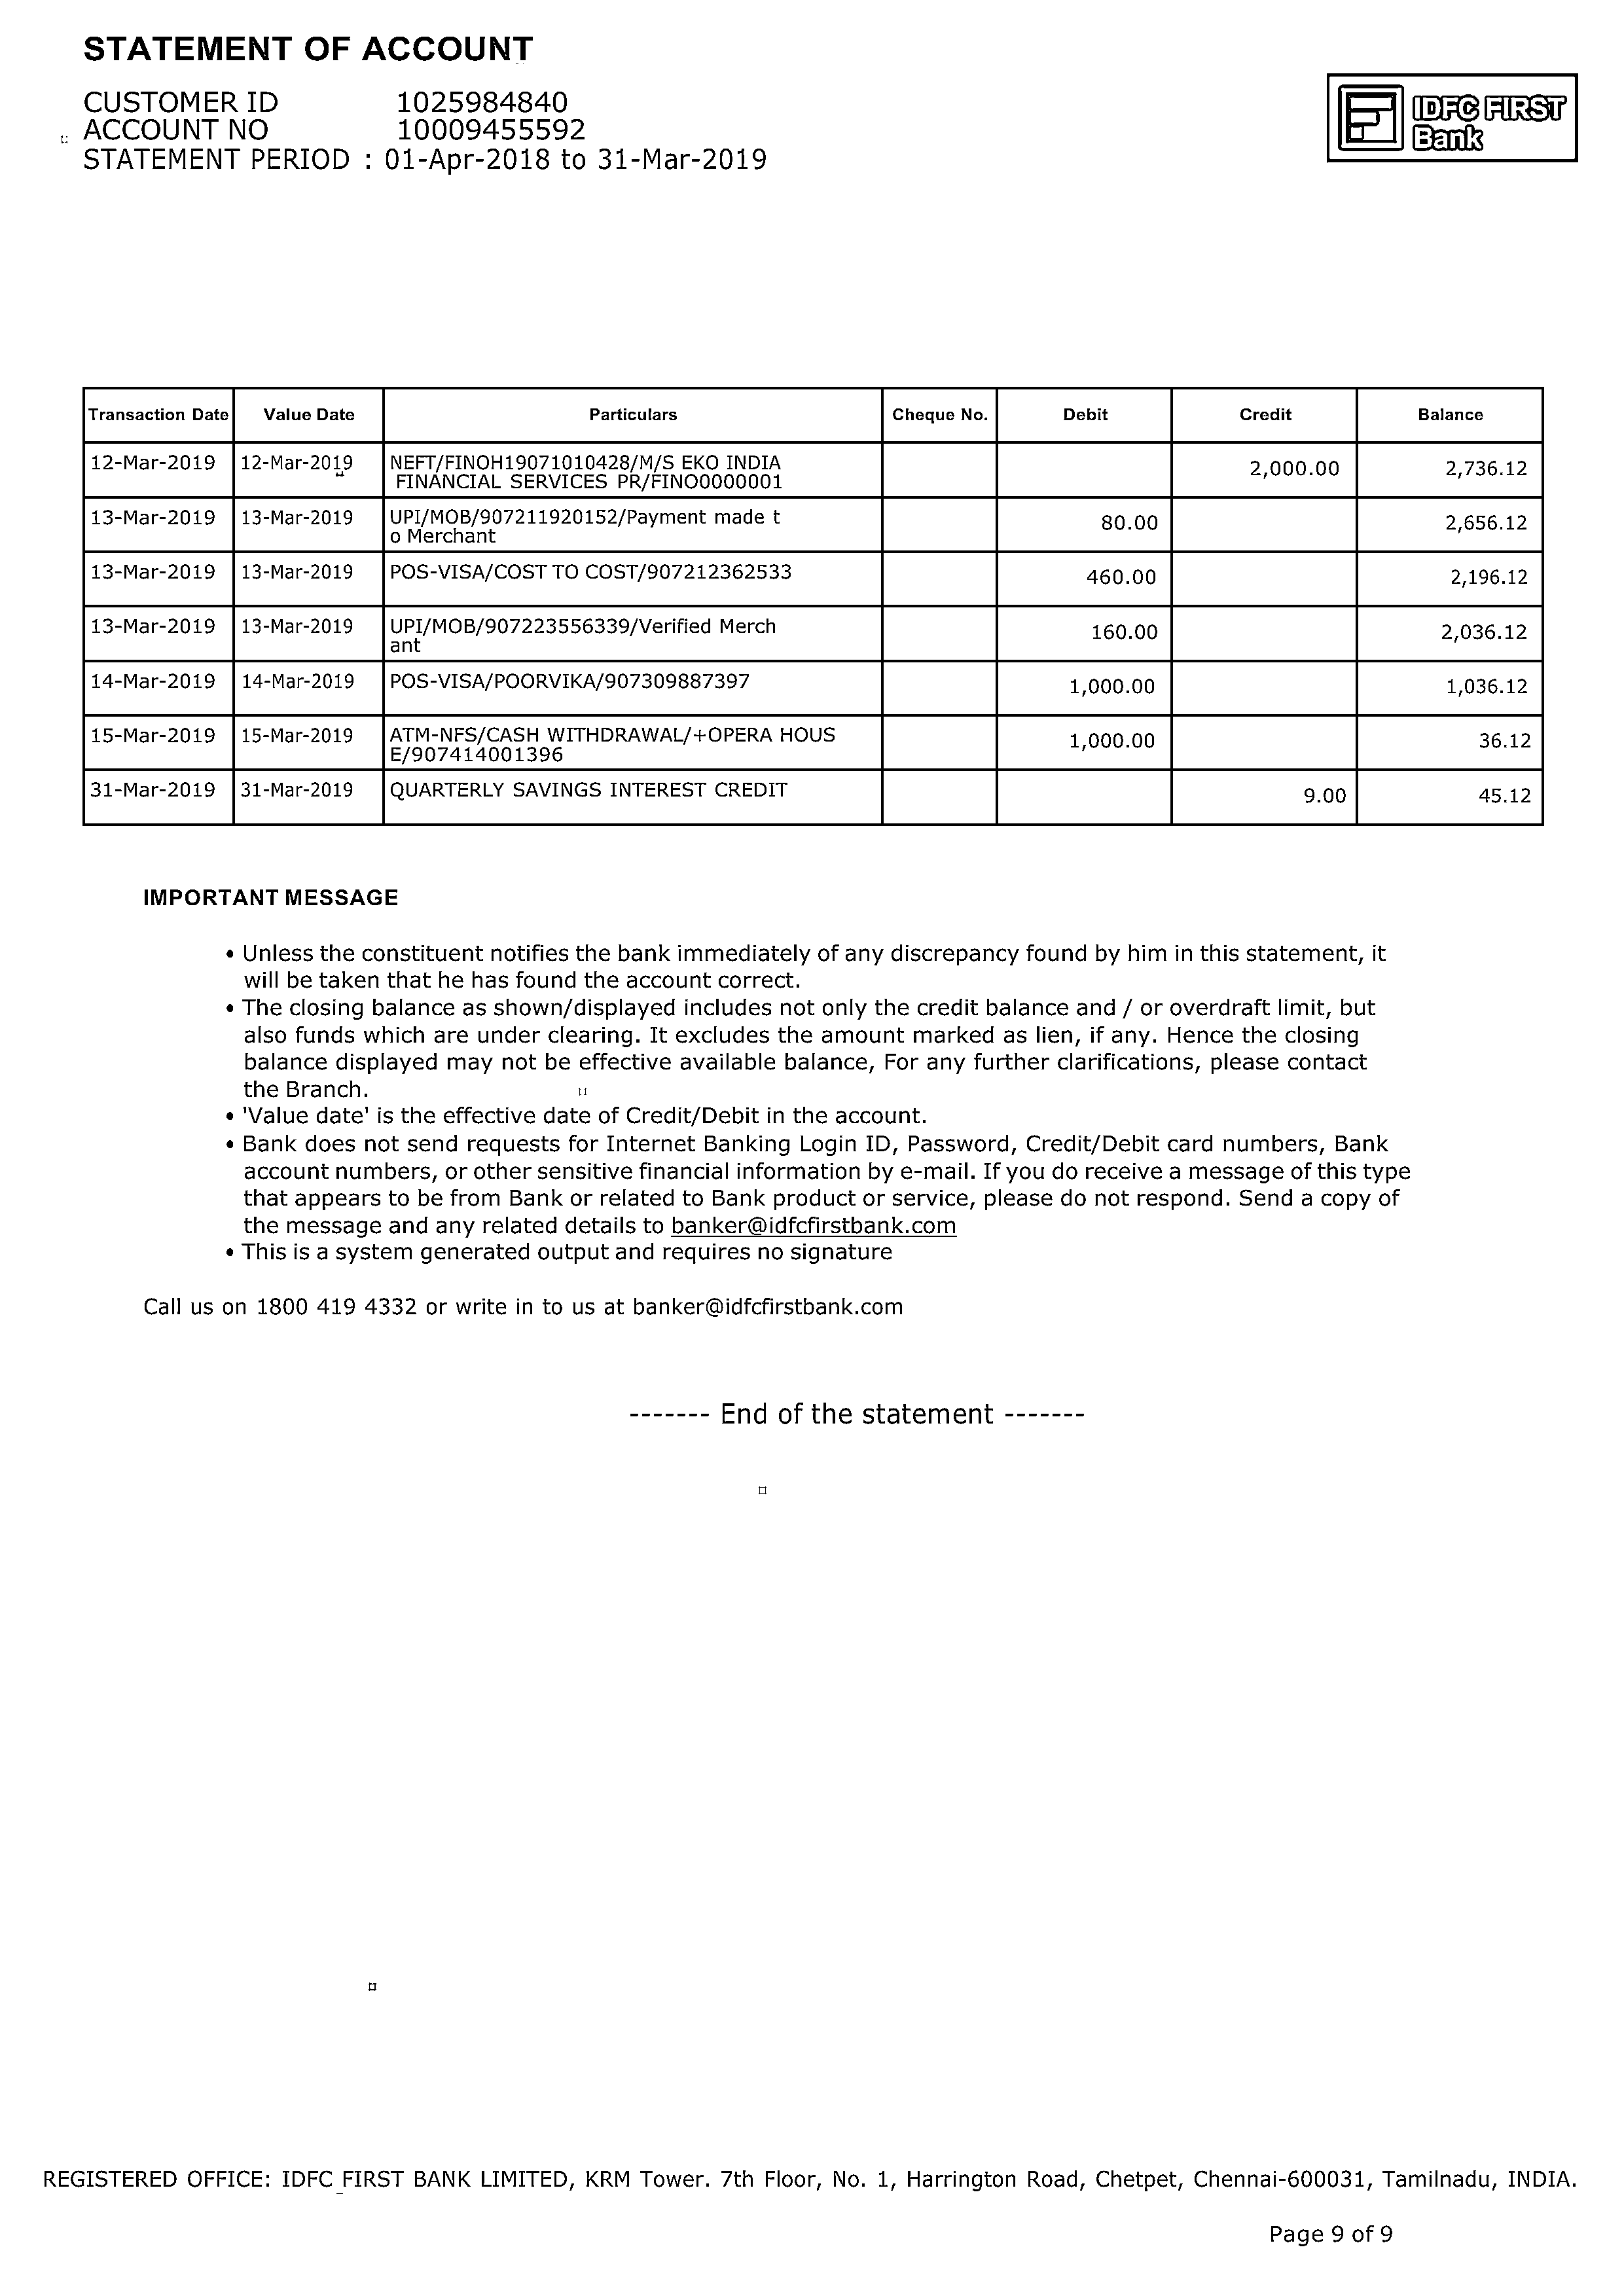 STATEMENT OF ACCOUNT
CUSTOMER ID 1025984840
ACCOUNT NO 10009455592
STATEMENT PERIOD : 01-Apr-2018 to 31-Mar-2019
IDFC FIRST
Bank
Transaction Date Value Date Particulars Cheque No. Debit Credit Balance
12-Mar-2019 12-Mar-2019 NEFT/FINOH19071010428/M/S EKO INDIA 2,000.00 2,736.12
FINANCIAL SERVICES PR/FINO0000001
13-Mar-2019 13-Mar-2019 UPI/MOB/907211920152/Payment made t 80.00 2,656.12
o Merchant
13-Mar-2019 13-Mar-2019 POS-VISA/COST TO COST/907212362533 460.00 2,196.12
13-Mar-2019 13-Mar-2019 UPI/MOB/907223556339/Verified Merch 160.00 2,036.12
ant
14-Mar-2019 14-Mar-2019 POS-VISA/POORVIKA/907309887397 1,000.00 1,036.12
15-Mar-2019 15-Mar-2019 ATM-NFS/CASH WITHDRAWAL/+OPERA HOUS 1,000.00 36.12
E/907414001396
31-Mar-2019 31-Mar-2019 QUARTERLY SAVINGS INTEREST CREDIT 9.00 45.12
IMPORTANT MESSAGE
• Unless the constituent notifies the bank immediately of any discrepancy found by him in this statement, it
will be taken that he has found the account correct.
• The closing balance as shown/displayed includes not only the credit balance and / or overdraft limit, but
also funds which are under clearing. It excludes the amount marked as lien, if any. Hence the closing
balance displayed may not be effective available balance, For any further clarifications, please contact
the Branch.
• 'Value date' is the effective date of Credit/Debit in the account.
• Bank does not send requests for Internet Banking Login ID, Password, Credit/Debit card numbers, Bank
account numbers, or other sensitive financial information by e-mail. If you do receive a message of this type
that appears to be from Bank or related to Bank product or service, please do not respond. Send a copy of
the message and any related details to banker@idfcfirstbank.com
• This is a system generated output and requires no signature
Call us on 1800 419 4332 or write in to us at banker@idfcfirstbank.com
------- End of the statement -------
REGISTERED OFFICE: IDFC FIRST BANK LIMITED, KRM Tower. 7th Floor, No. 1, Harrington Road, Chetpet, Chennai-600031, Tamilnadu, INDIA.
Page 9 of 9